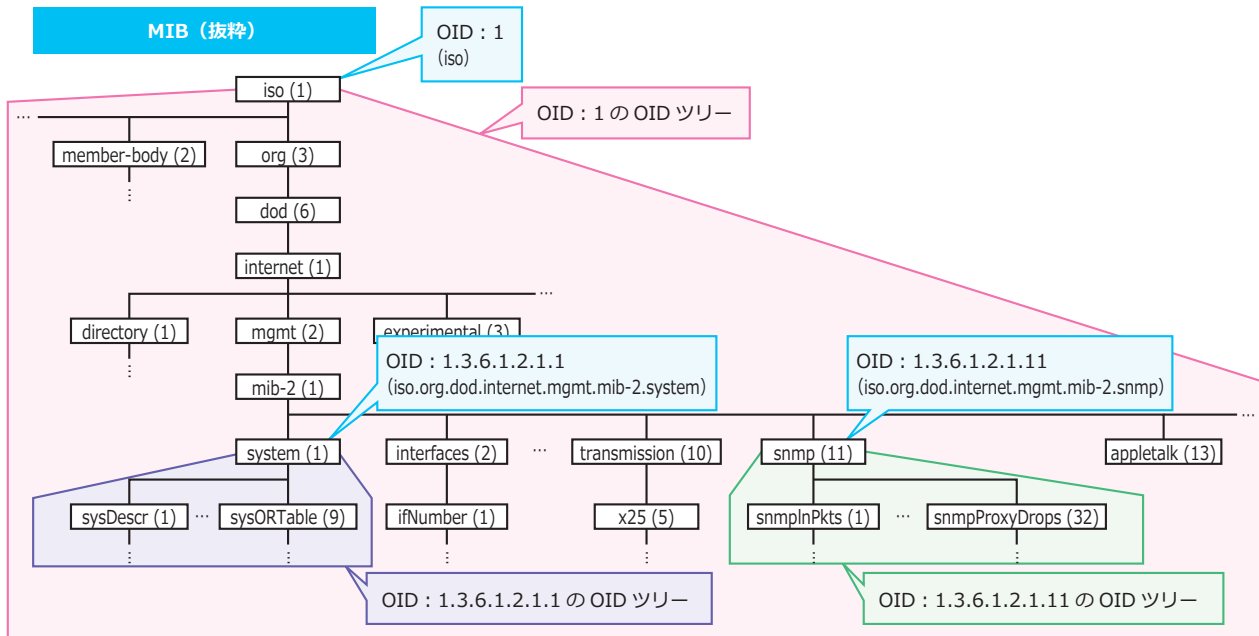 MIB（抜粋）
OID：1
（iso）
iso (1)
OID：1 の OID ツリー
…
member-body (2)
org (3)
⋮
dod (6)
internet (1)
…
directory (1)
mgmt (2)
experimental (3)
⋮
OID：1.3.6.1.2.1.1
（iso.org.dod.internet.mgmt.mib-2.system）
OID：1.3.6.1.2.1.11
（iso.org.dod.internet.mgmt.mib-2.snmp）
mib-2 (1)
…
system (1)
interfaces (2)
…
transmission (10)
snmp (11)
appletalk (13)
sysDescr (1)
…
sysORTable (9)
ifNumber (1)
x25 (5)
snmpInPkts (1)
…
snmpProxyDrops (32)
⋮
⋮
⋮
⋮
⋮
⋮
OID：1.3.6.1.2.1.1 の OID ツリー
OID：1.3.6.1.2.1.11 の OID ツリー